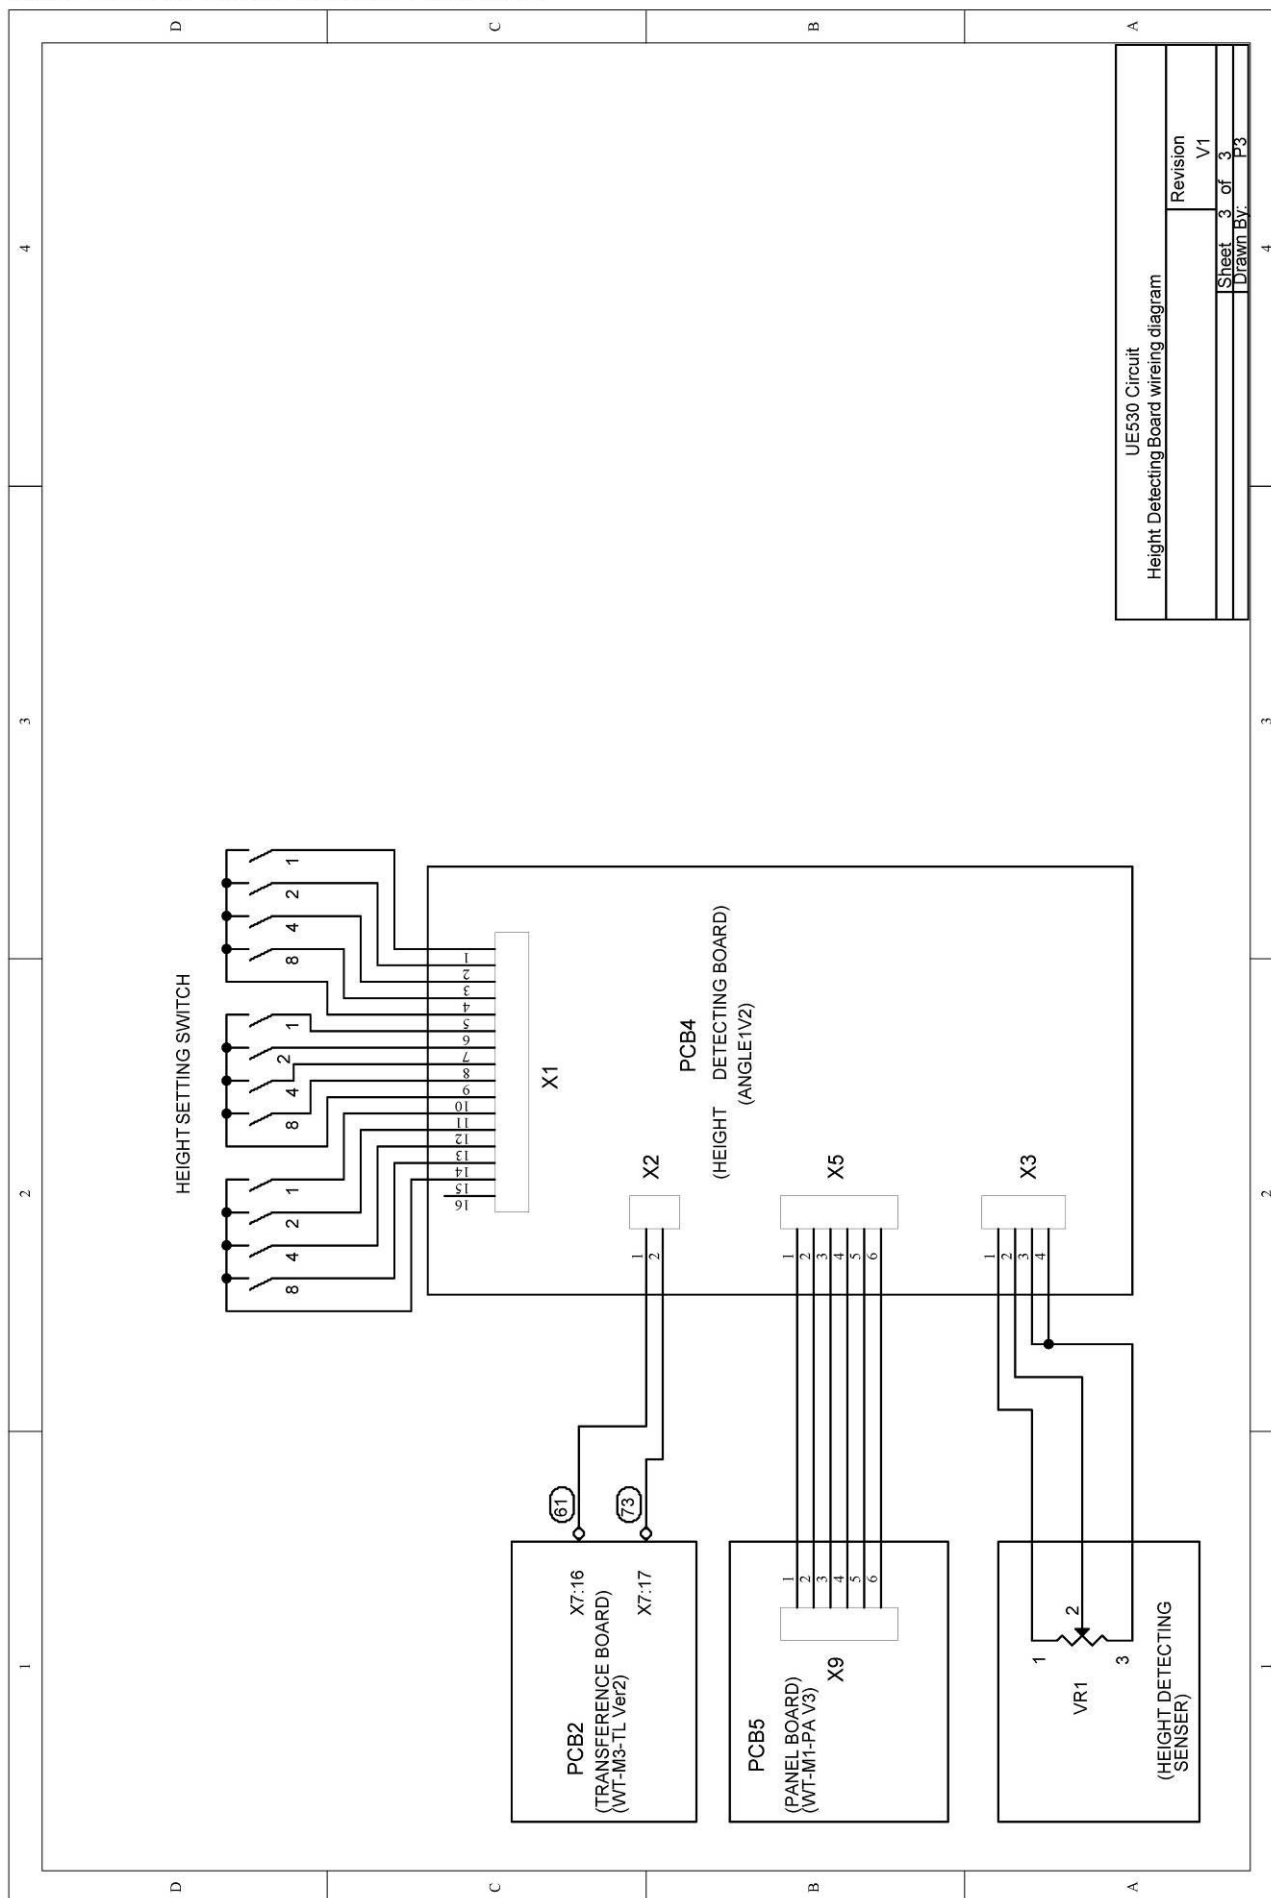 1
2
3
4
D
D
C
C
B
B
A
A
HEIGHT SETTING SWITCH
8
4
2
1
8
4
2
1
8
4
2
1
16
15
14
13
12
11
10
9
8
7
6
5
4
3
2
1
X1
PCB2
(TRANSFERENCE BOARD)
(WT-M3-TL Ver2)
X7:16
X7:17
61
73
1
2
X2
PCB4
(HEIGHT DETECTING BOARD)
(ANGLE1V2)
PCB5
(PANEL BOARD)
(WT-M1-PA V3)
X9
1
2
3
4
5
6
1
2
3
4
5
6
X5
(HEIGHT DETECTING
SENSER)
VR1
1
2
3
1
2
3
4
X3
UE530 Circuit
Height Detecting Board wireing diagram
Revision
V1
Sheet 3 of 3
Drawn By: P3
1
2
3
4